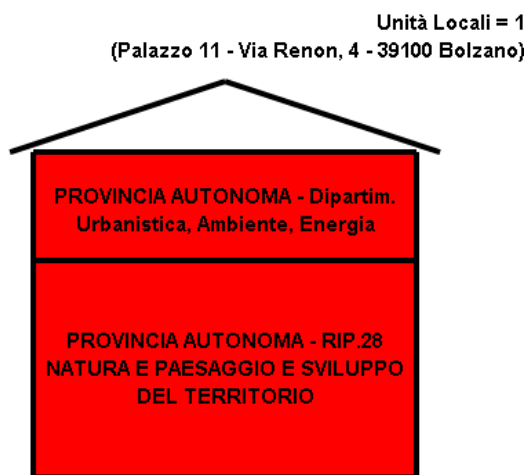 Unità Locali = 1
(Palazzo 11 - Via Renon, 4 - 39100 Bolzano)
PROVINCIA AUTONOMA - Dipartim.
Urbanistica, Ambiente, Energia
PROVINCIA AUTONOMA - RIP.28
NATURA E PAESAGGIO E SVILUPPO
DEL TERRITORIO